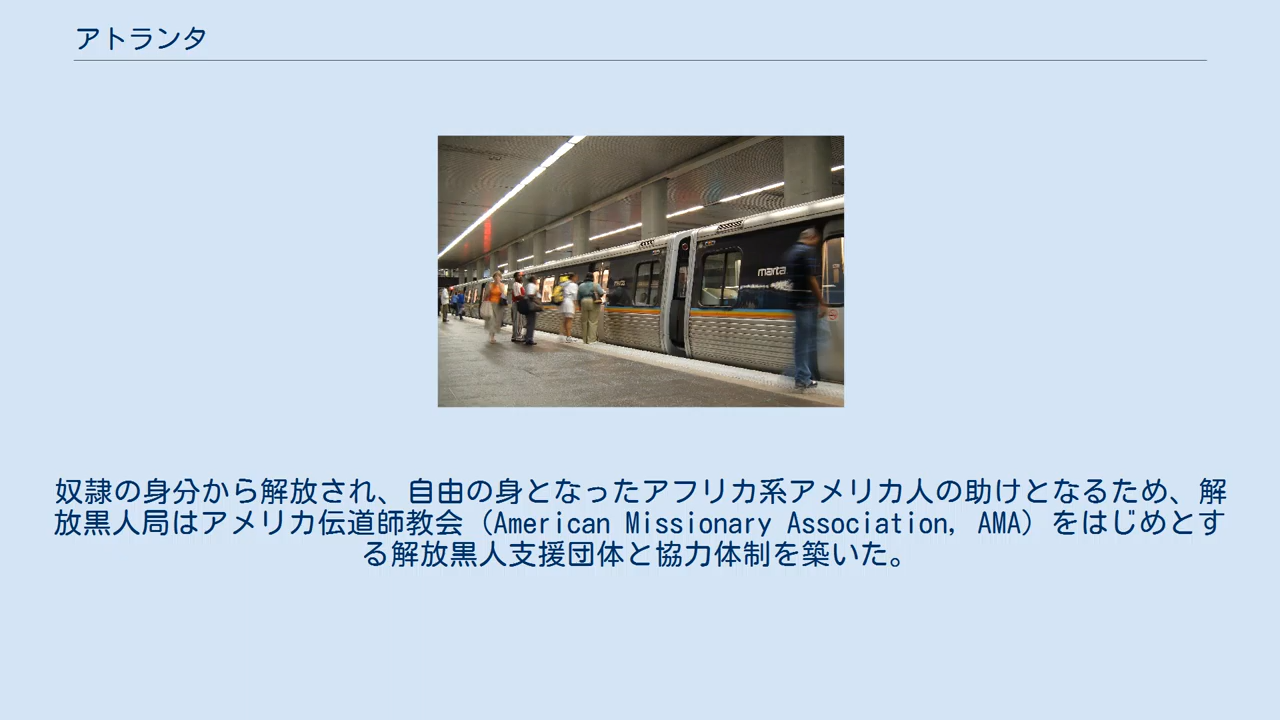 アトランタ
marta
奴隷の身分から解放され、自由の身となったアフリカ系アメリカ人の助けとなるため、解
放黒人局はアメリカ伝道師教会（American Missionary Association, AMA）をはじめとす
る解放黒人支援団体と協力体制を築いた。